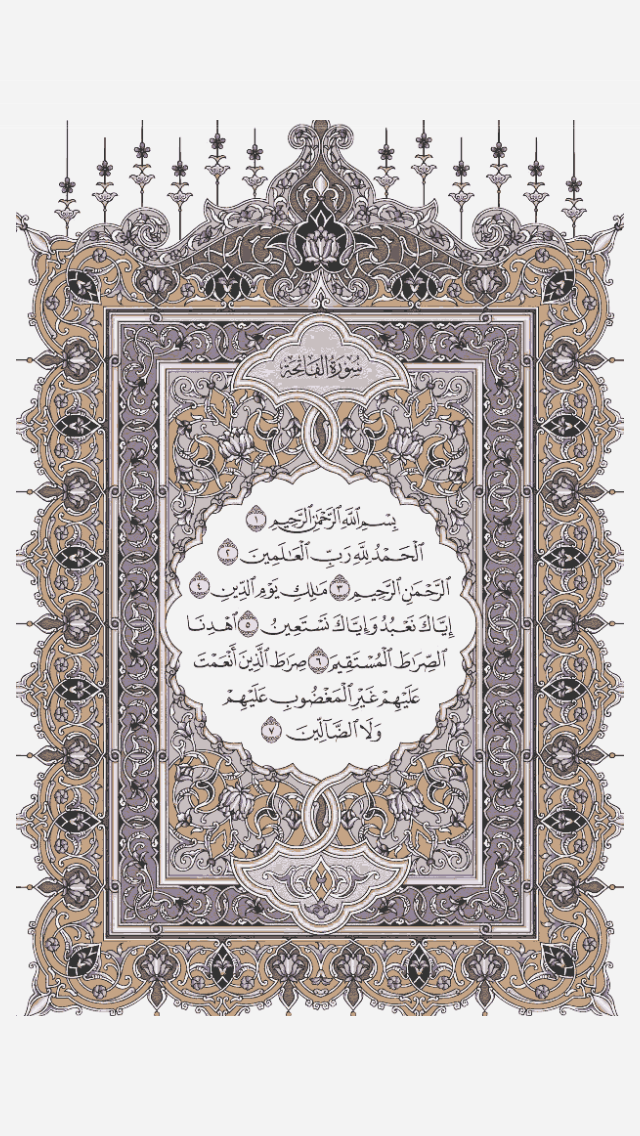 سُورَةُ الْفَاتِحَةِ
بِسْمِ ٱللَّهِ ٱلرَّحْمَٰنِ ٱلرَّحِيمِ ١
ٱلْحَمْدُ لِلَّهِ رَبِّ ٱلْعَٰلَمِينَ ٢
ٱلرَّحْمَٰنِ ٱلرَّحِيمِ ٣ مَٰلِكِ يَوْمِ ٱلدِّينِ ٤
إِيَّاكَ نَعْبُدُ وَإِيَّاكَ نَسْتَعِينُ ٥ ٱهْدِنَا
ٱلصِّرَٰطَ ٱلْمُسْتَقِيمَ ٦ صِرَٰطَ ٱلَّذِينَ أَنْعَمْتَ
عَلَيْهِمْ غَيْرِ ٱلْمَغْضُوبِ عَلَيْهِمْ
وَلَا ٱلضَّآلِّينَ ٧